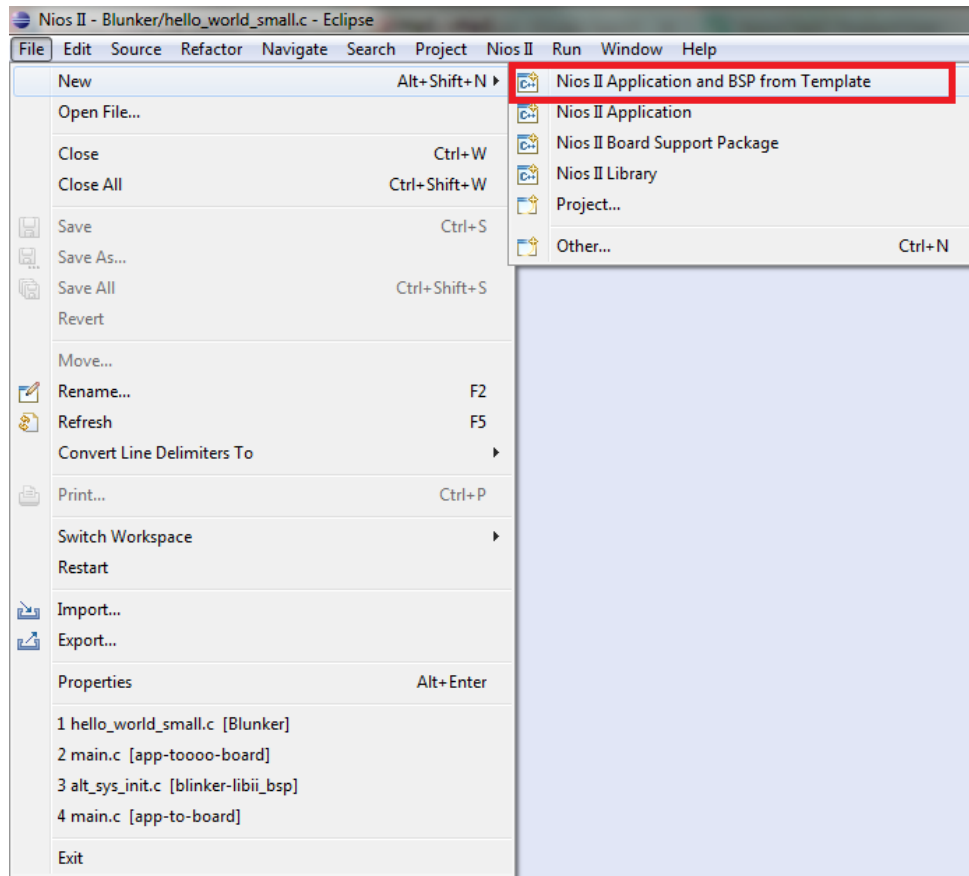 Nios II - Blunker/hello_world_small.c - Eclipse
File Edit Source Refactor Navigate Search Project Nios II Run Window Help
New Alt+Shift+N
Open File...
Close Ctrl+W
Close All Ctrl+Shift+W
Save Ctrl+S
Save As...
Save All Ctrl+Shift+S
Revert
Move...
Rename... F2
Refresh F5
Convert Line Delimiters To
Print... Ctrl+P
Switch Workspace
Restart
Import...
Export...
Properties Alt+Enter
1 hello_world_small.c [Blunker]
2 main.c [app-toooo-board]
3 alt_sys_init.c [blinker-libii_bsp]
4 main.c [app-to-board]
Exit
Nios II Application and BSP from Template
Nios II Application
Nios II Board Support Package
Nios II Library
Project...
Other... Ctrl+N